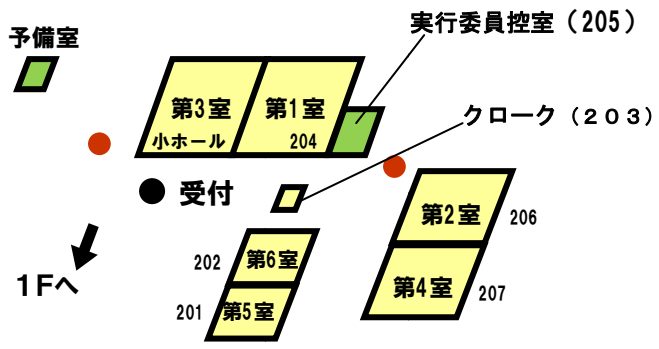 実行委員控室（205）
予備室
第3室
第1室
小ホール
204
クローク（２０３）
受付
第2室
206
202
第6室
1Fへ
第4室
207
201
第5室